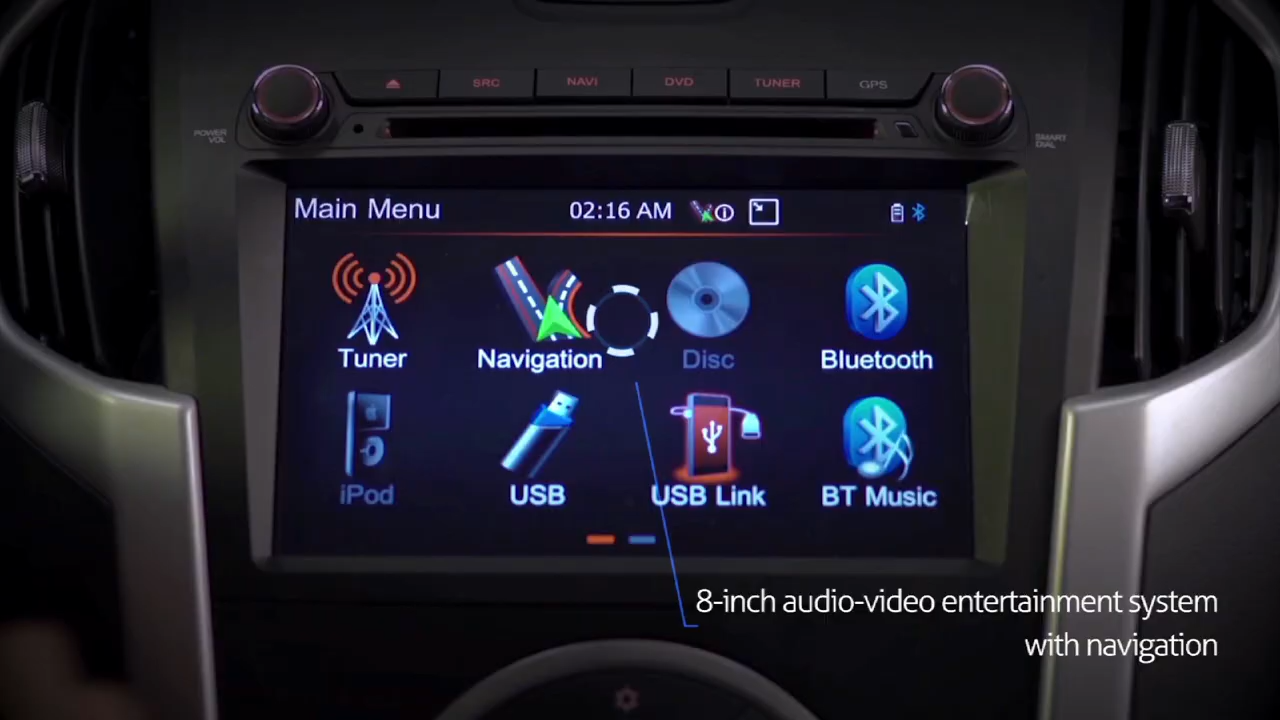 SRC NAVI DVD TUNER GPS
POWER
VOL
SMART
DIAL
Main Menu 02:16 AM
Tuner Navigation Disc Bluetooth
iPod USB USB Link BT Music
8-inch audio-video entertainment system
with navigation